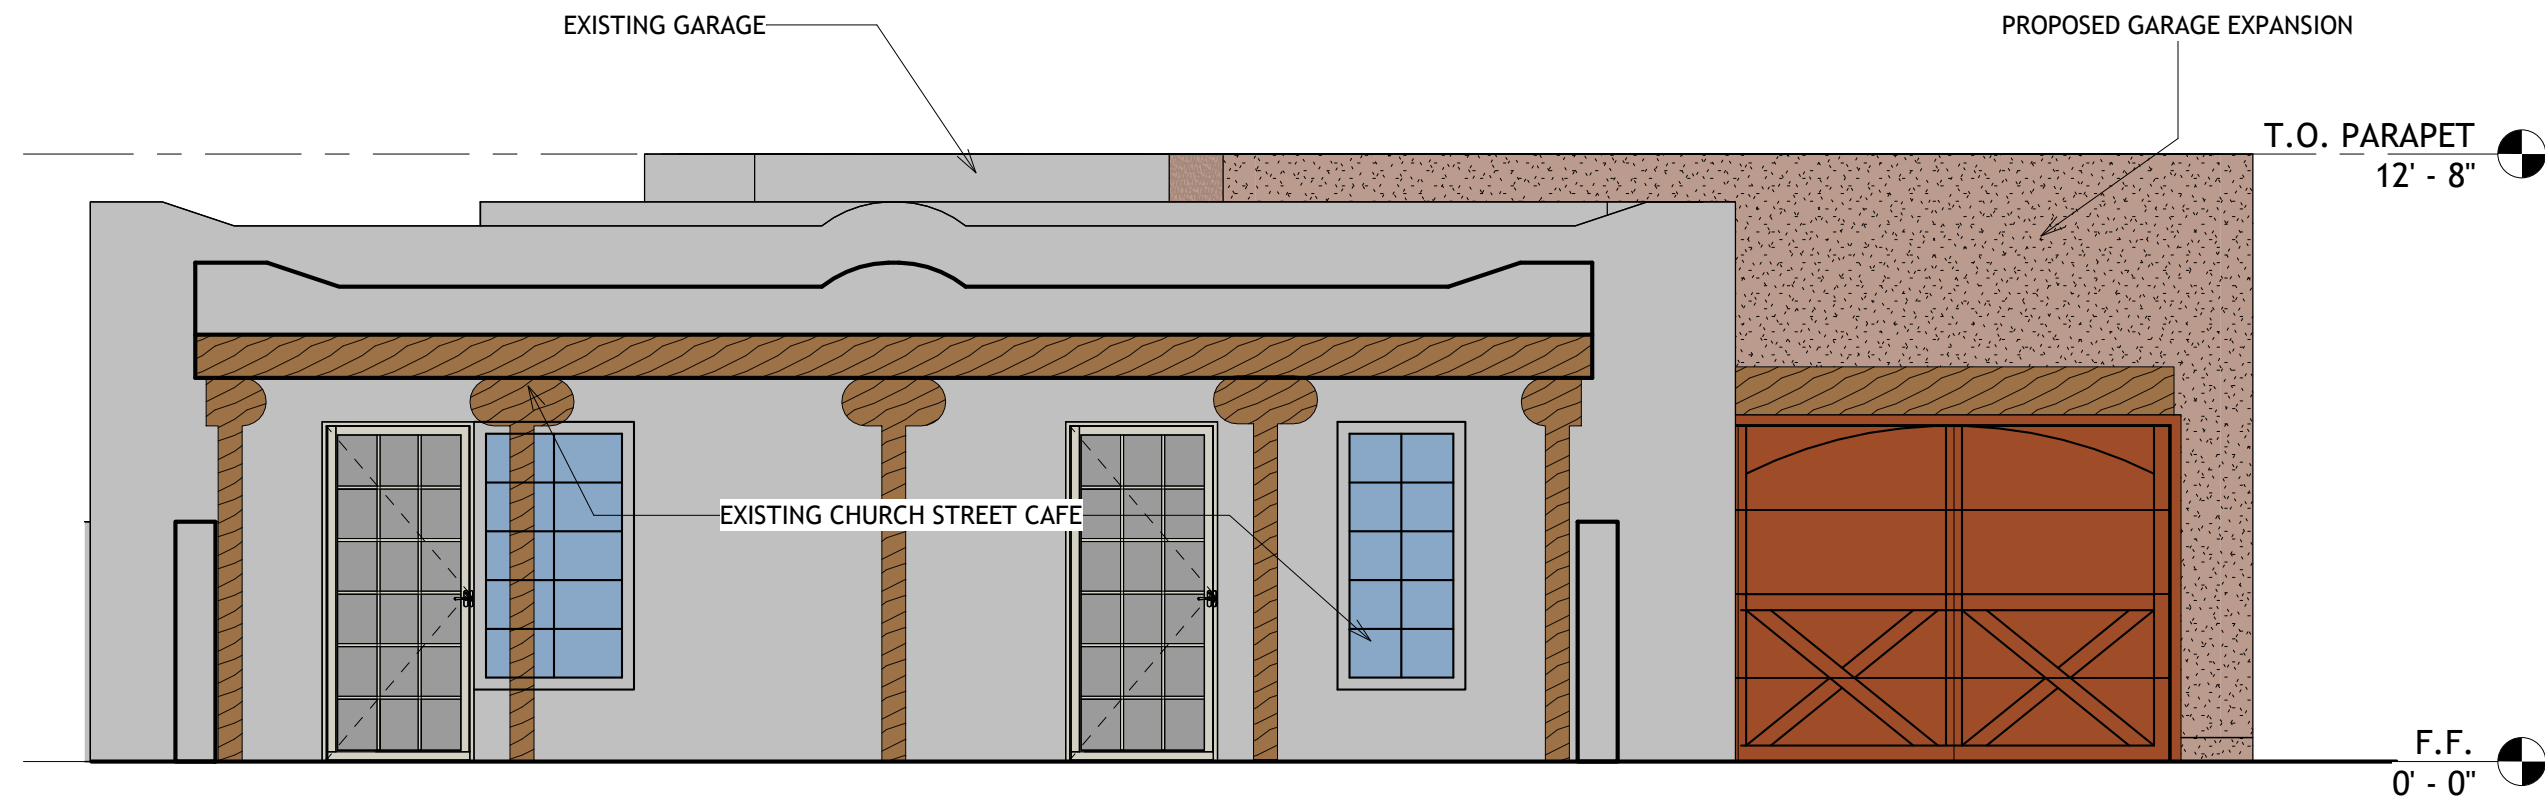 EXISTING GARAGE
PROPOSED GARAGE EXPANSION
T.O. PARAPET
12' - 8"
EXISTING CHURCH STREET CAFE
F.F.
0' - 0"